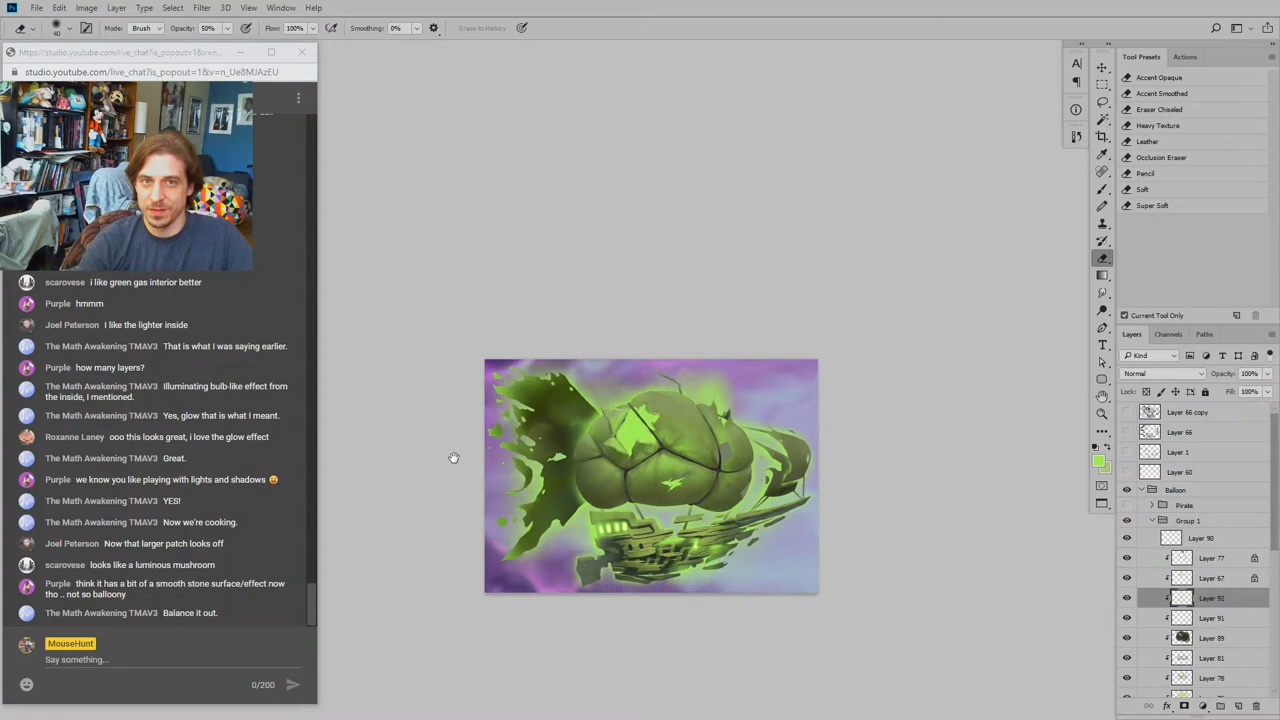 File Edit Image Layer Type Select Filter 3D View Window Help
40 Mode: Brush Opacity: 50% Flow: 100% Smoothing: 0% Erase to History
https://studio.youtube.com/live_chat?is_popout=1&v=n...
studio.youtube.com/live_chat?is_popout=1&v=n_Ue8MJAzEU
scarovese i like green gas interior better
Purple hmmm
Joel Peterson I like the lighter inside
The Math Awakening TMAV3 That is what I was saying earlier.
Purple how many layers?
The Math Awakening TMAV3 Illuminating bulb-like effect from
the inside, I mentioned.
The Math Awakening TMAV3 Yes, glow that is what I meant.
Roxanne Laney ooo this looks great, i love the glow effect
The Math Awakening TMAV3 Great.
Purple we know you like playing with lights and shadows 😄
The Math Awakening TMAV3 YES!
The Math Awakening TMAV3 Now we're cooking.
Joel Peterson Now that larger patch looks off
scarovese looks like a luminous mushroom
Purple think it has a bit of a smooth stone surface/effect now
tho .. not so balloony
The Math Awakening TMAV3 Balance it out.
MouseHunt
Say something...
0/200
Tool Presets Actions
Accent Opaque
Accent Smoothed
Eraser Chiseled
Heavy Texture
Leather
Occlusion Eraser
Pencil
Soft
Super Soft
Current Tool Only
Layers Channels Paths
Kind
Normal Opacity: 100%
Lock: Fill: 100%
Layer 66 copy
Layer 66
Layer 1
Layer 60
Balloon
Pirate
Group 1
Layer 90
Layer 77
Layer 67
Layer 92
Layer 91
Layer 89
Layer 81
Layer 78